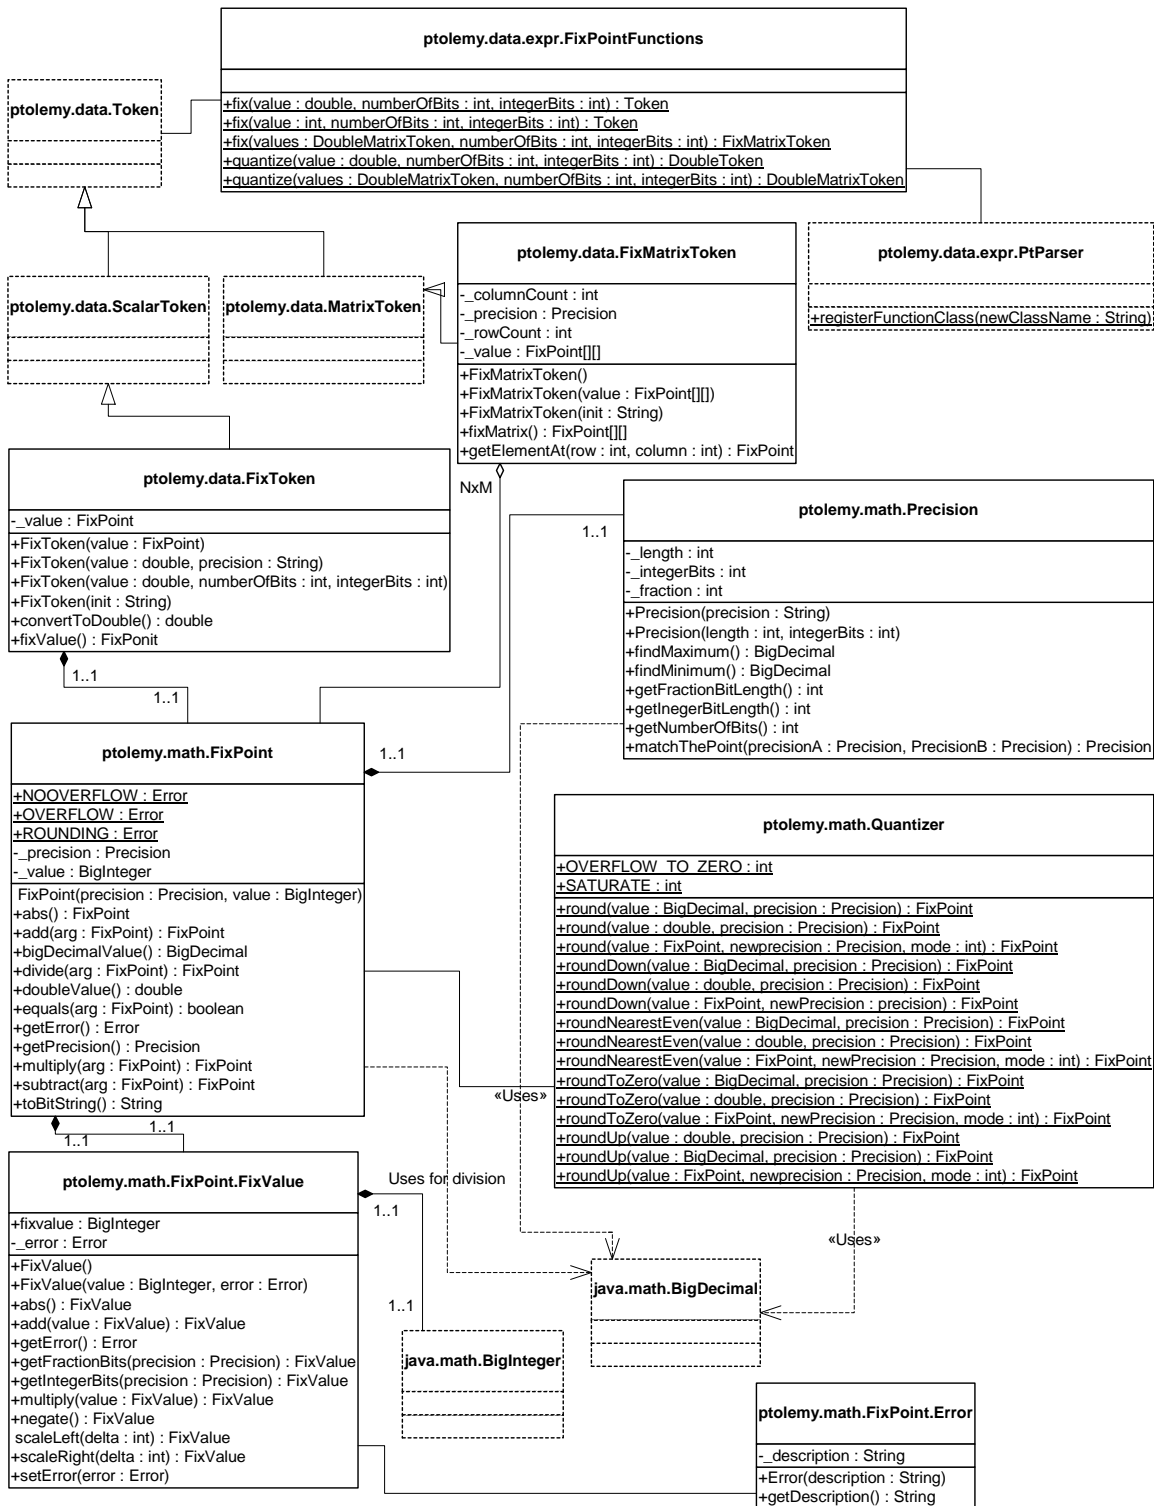 ptolemy.data.expr.FixPointFunctions
+fix(value : double, numberOfBits : int, integerBits : int) : Token
+fix(value : int, numberOfBits : int, integerBits : int) : Token
+fix(values : DoubleMatrixToken, numberOfBits : int, integerBits : int) : FixMatrixToken
+quantize(value : double, numberOfBits : int, integerBits : int) : DoubleToken
+quantize(values : DoubleMatrixToken, numberOfBits : int, integerBits : int) : DoubleMatrixToken
ptolemy.data.Token
ptolemy.data.ScalarToken
ptolemy.data.MatrixToken
ptolemy.data.FixMatrixToken
-_columnCount : int
-_precision : Precision
-_rowCount : int
-_value : FixPoint[][]
+FixMatrixToken()
+FixMatrixToken(value : FixPoint[][])
+FixMatrixToken(init : String)
+fixMatrix() : FixPoint[][]
+getElementAt(row : int, column : int) : FixPoint
ptolemy.data.expr.PtParser
+registerFunctionClass(newClassName : String)
ptolemy.data.FixToken
-_value : FixPoint
+FixToken(value : FixPoint)
+FixToken(value : double, precision : String)
+FixToken(value : double, numberOfBits : int, integerBits : int)
+FixToken(init : String)
+convertToDouble() : double
+fixValue() : FixPonit
NxM
1..1
ptolemy.math.Precision
-_length : int
-_integerBits : int
-_fraction : int
+Precision(precision : String)
+Precision(length : int, integerBits : int)
+findMaximum() : BigDecimal
+findMinimum() : BigDecimal
+getFractionBitLength() : int
+getInegerBitLength() : int
+getNumberOfBits() : int
+matchThePoint(precisionA : Precision, PrecisionB : Precision) : Precision
1..1
1..1
ptolemy.math.FixPoint
+NOOVERFLOW : Error
+OVERFLOW : Error
+ROUNDING : Error
-_precision : Precision
-_value : BigInteger
FixPoint(precision : Precision, value : BigInteger)
+abs() : FixPoint
+add(arg : FixPoint) : FixPoint
+bigDecimalValue() : BigDecimal
+divide(arg : FixPoint) : FixPoint
+doubleValue() : double
+equals(arg : FixPoint) : boolean
+getError() : Error
+getPrecision() : Precision
+multiply(arg : FixPoint) : FixPoint
+subtract(arg : FixPoint) : FixPoint
+toBitString() : String
1..1
ptolemy.math.Quantizer
+OVERFLOW_TO_ZERO : int
+SATURATE : int
+round(value : BigDecimal, precision : Precision) : FixPoint
+round(value : double, precision : Precision) : FixPoint
+round(value : FixPoint, newprecision : Precision, mode : int) : FixPoint
+roundDown(value : BigDecimal, precision : Precision) : FixPoint
+roundDown(value : double, precision : Precision) : FixPoint
+roundDown(value : FixPoint, newPrecision : precision) : FixPoint
+roundNearestEven(value : BigDecimal, precision : Precision) : FixPoint
+roundNearestEven(value : double, precision : Precision) : FixPoint
+roundNearestEven(value : FixPoint, newPrecision : Precision, mode : int) : FixPoint
+roundToZero(value : BigDecimal, precision : Precision) : FixPoint
+roundToZero(value : double, precision : Precision) : FixPoint
+roundToZero(value : FixPoint, newPrecision : Precision, mode : int) : FixPoint
+roundUp(value : double, precision : Precision) : FixPoint
+roundUp(value : BigDecimal, precision : Precision) : FixPoint
+roundUp(value : FixPoint, newprecision : Precision, mode : int) : FixPoint
«Uses»
1..1
1..1
ptolemy.math.FixPoint.FixValue
+fixvalue : BigInteger
-_error : Error
+FixValue()
+FixValue(value : BigInteger, error : Error)
+abs() : FixValue
+add(value : FixValue) : FixValue
+getError() : Error
+getFractionBits(precision : Precision) : FixValue
+getIntegerBits(precision : Precision) : FixValue
+multiply(value : FixValue) : FixValue
+negate() : FixValue
scaleLeft(delta : int) : FixValue
+scaleRight(delta : int) : FixValue
+setError(error : Error)
Uses for division
1..1
1..1
«Uses»
java.math.BigDecimal
java.math.BigInteger
ptolemy.math.FixPoint.Error
-_description : String
+Error(description : String)
+getDescription() : String